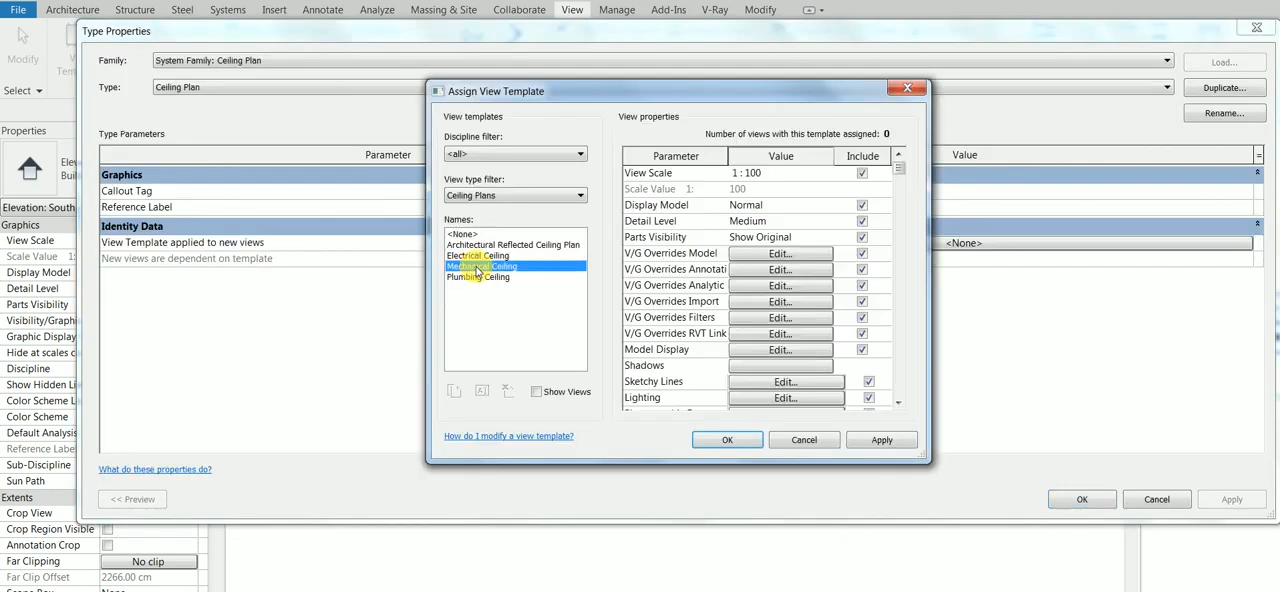 File Architecture Structure Steel Systems Insert Annotate Analyze Massing & Site Collaborate View Manage Add-Ins V-Ray Modify
Modify
Select
Type Properties
Family: System Family: Ceiling Plan Load...
Type: Ceiling Plan Duplicate...
Rename...
Type Parameters
Parameter Value =
Graphics
Callout Tag
Reference Label
Identity Data
View Template applied to new views <None>
New views are dependent on template
What do these properties do?
<< Preview OK Cancel Apply
Assign View Template
View templates
Discipline filter:
<all>
View type filter:
Ceiling Plans
Names:
<None>
Architectural Reflected Ceiling Plan
Electrical Ceiling
Mechanical Ceiling
Plumbing Ceiling
Show Views
How do I modify a view template?
View properties
Number of views with this template assigned: 0
Parameter Value Include
View Scale 1 : 100
Scale Value 1: 100
Display Model Normal
Detail Level Medium
Parts Visibility Show Original
V/G Overrides Model Edit...
V/G Overrides Annotati Edit...
V/G Overrides Analytic Edit...
V/G Overrides Import Edit...
V/G Overrides Filters Edit...
V/G Overrides RVT Link Edit...
Model Display Edit...
Shadows
Sketchy Lines Edit...
Lighting Edit...
OK Cancel Apply
Properties
Elevation: South
Graphics
View Scale
Scale Value 1:
Display Model
Detail Level
Parts Visibility
Visibility/Graphi
Graphic Display
Hide at scales c
Discipline
Show Hidden L
Color Scheme L
Color Scheme
Default Analysis
Reference Labe
Sub-Discipline
Sun Path
Extents
Crop View
Crop Region Visible
Annotation Crop
Far Clipping No clip
Far Clip Offset 2266.00 cm